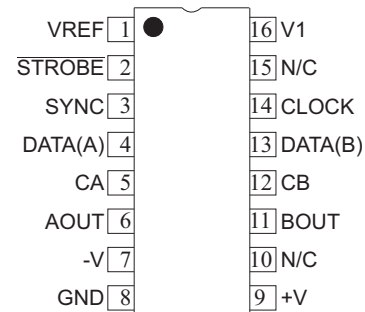 VREF 1 16 V1
STROBE 2 15 N/C
SYNC 3 14 CLOCK
DATA(A) 4 13 DATA(B)
CA 5 12 CB
AOUT 6 11 BOUT
-V 7 10 N/C
GND 8 9 +V